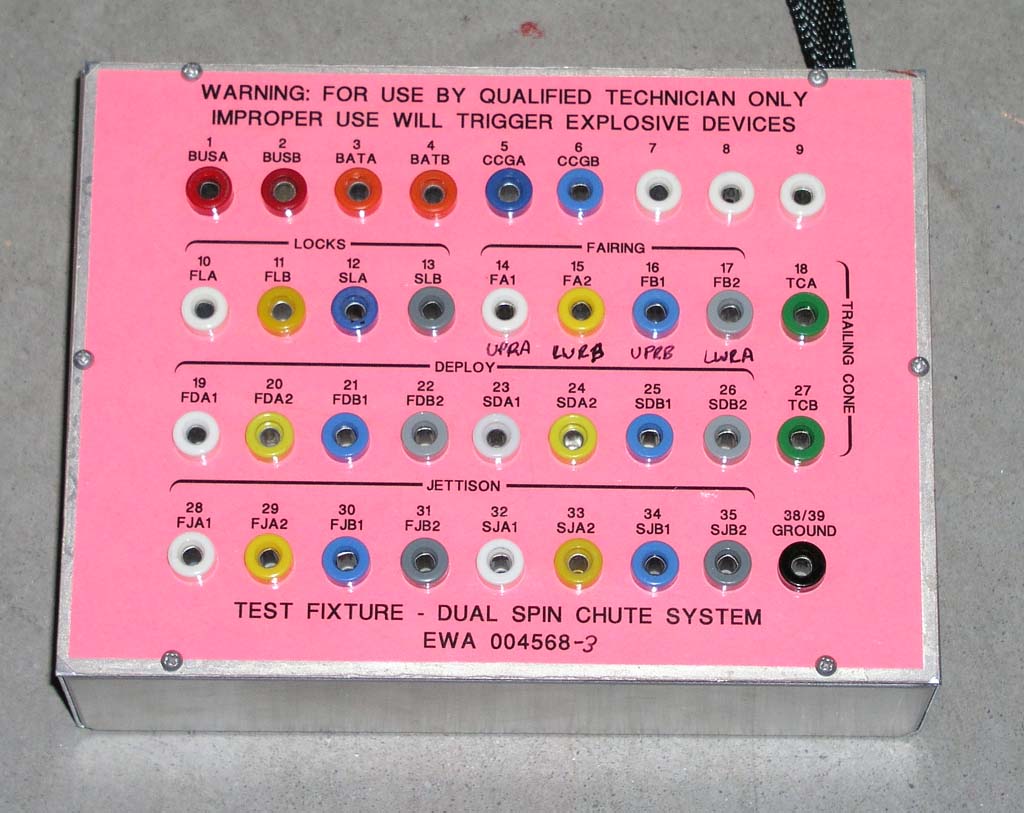 WARNING: FOR USE BY QUALIFIED TECHNICIAN ONLY
IMPROPER USE WILL TRIGGER EXPLOSIVE DEVICES
1 2 3 4 5 6 7 8 9
BUSA BUSB BATA BATB CCGA CCGB
LOCKS FAIRING
10 11 12 13 14 15 16 17 18
FLA FLB SLA SLB FA1 FA2 FB1 FB2 TCA
TRAILING CONE
UPRA LWRB UPRB LWRA
DEPLOY
19 20 21 22 23 24 25 26 27
FDA1 FDA2 FDB1 FDB2 SDA1 SDA2 SDB1 SDB2 TCB
JETTISON
28 29 30 31 32 33 34 35 38/39
FJA1 FJA2 FJB1 FJB2 SJA1 SJA2 SJB1 SJB2 GROUND
TEST FIXTURE - DUAL SPIN CHUTE SYSTEM
EWA 004568-3